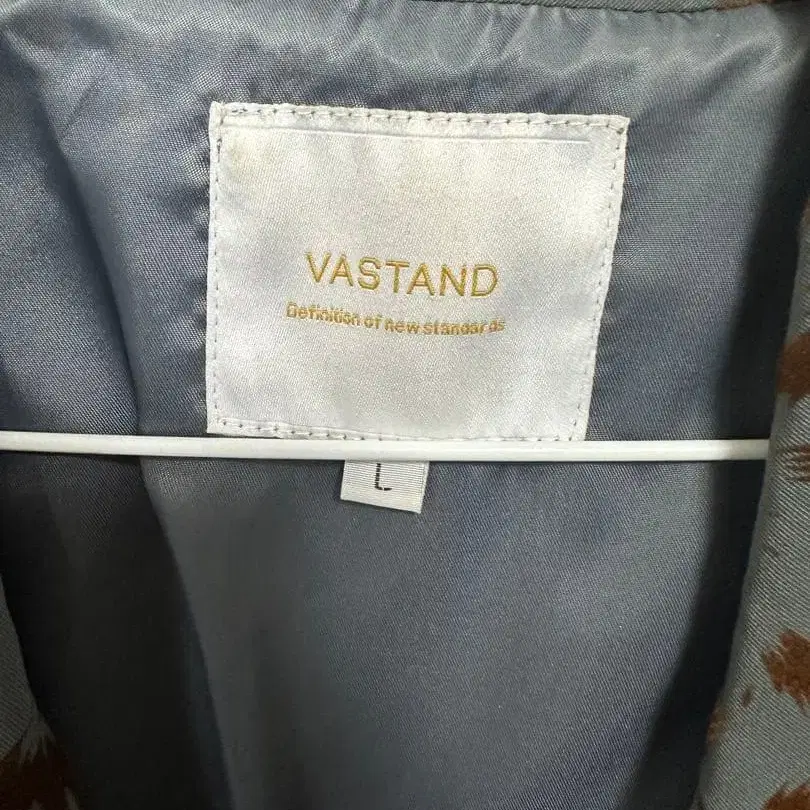 VASTAND
Definition of new standards
L